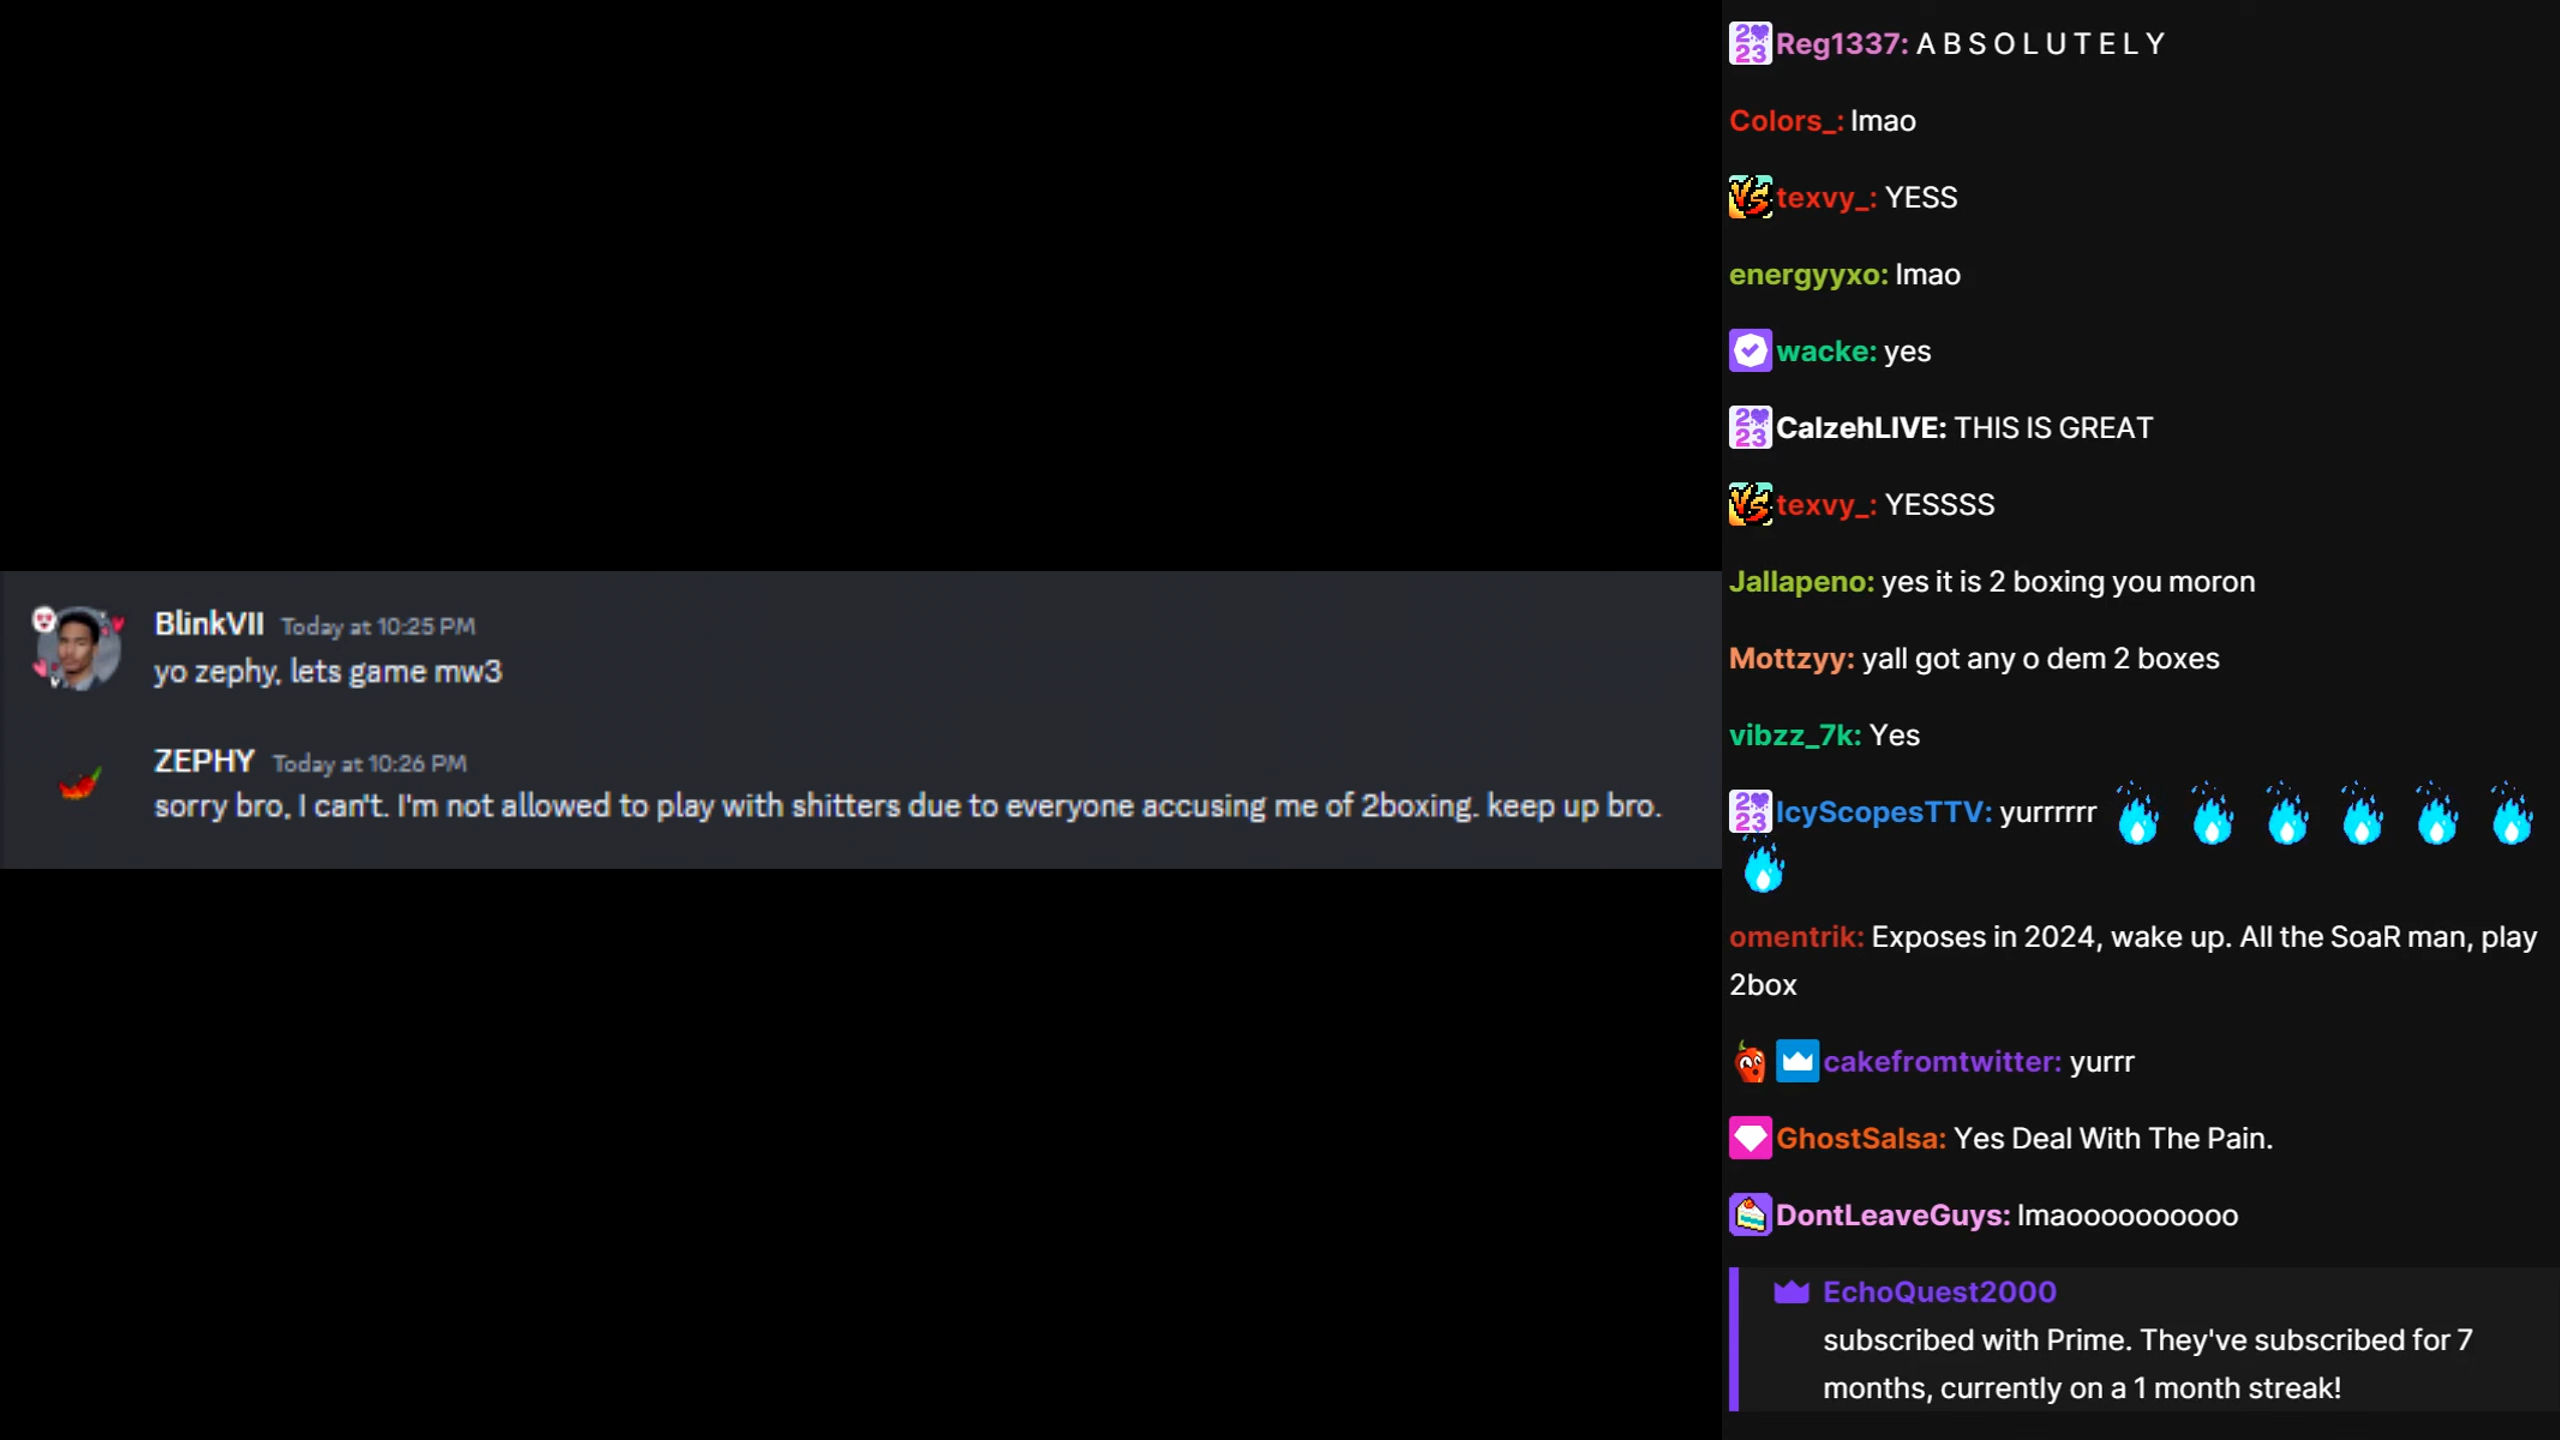 BlinkVII Today at 10:25 PM
yo zephy, lets game mw3
ZEPHY Today at 10:26 PM
sorry bro, I can't. I'm not allowed to play with shitters due to everyone accusing me of 2boxing. keep up bro.
Reg1337: A B S O L U T E L Y
Colors_: lmao
texvy_: YESS
energyyxo: lmao
wacke: yes
CalzehLIVE: THIS IS GREAT
texvy_: YESSSS
Jallapeno: yes it is 2 boxing you moron
Mottzyy: yall got any o dem 2 boxes
vibzz_7k: Yes
IcyScopesTTV: yurrrrrr
omentrik: Exposes in 2024, wake up. All the SoaR man, play
2box
cakefromtwitter: yurrr
GhostSalsa: Yes Deal With The Pain.
DontLeaveGuys: lmaoooooooooo
EchoQuest2000
subscribed with Prime. They've subscribed for 7
months, currently on a 1 month streak!